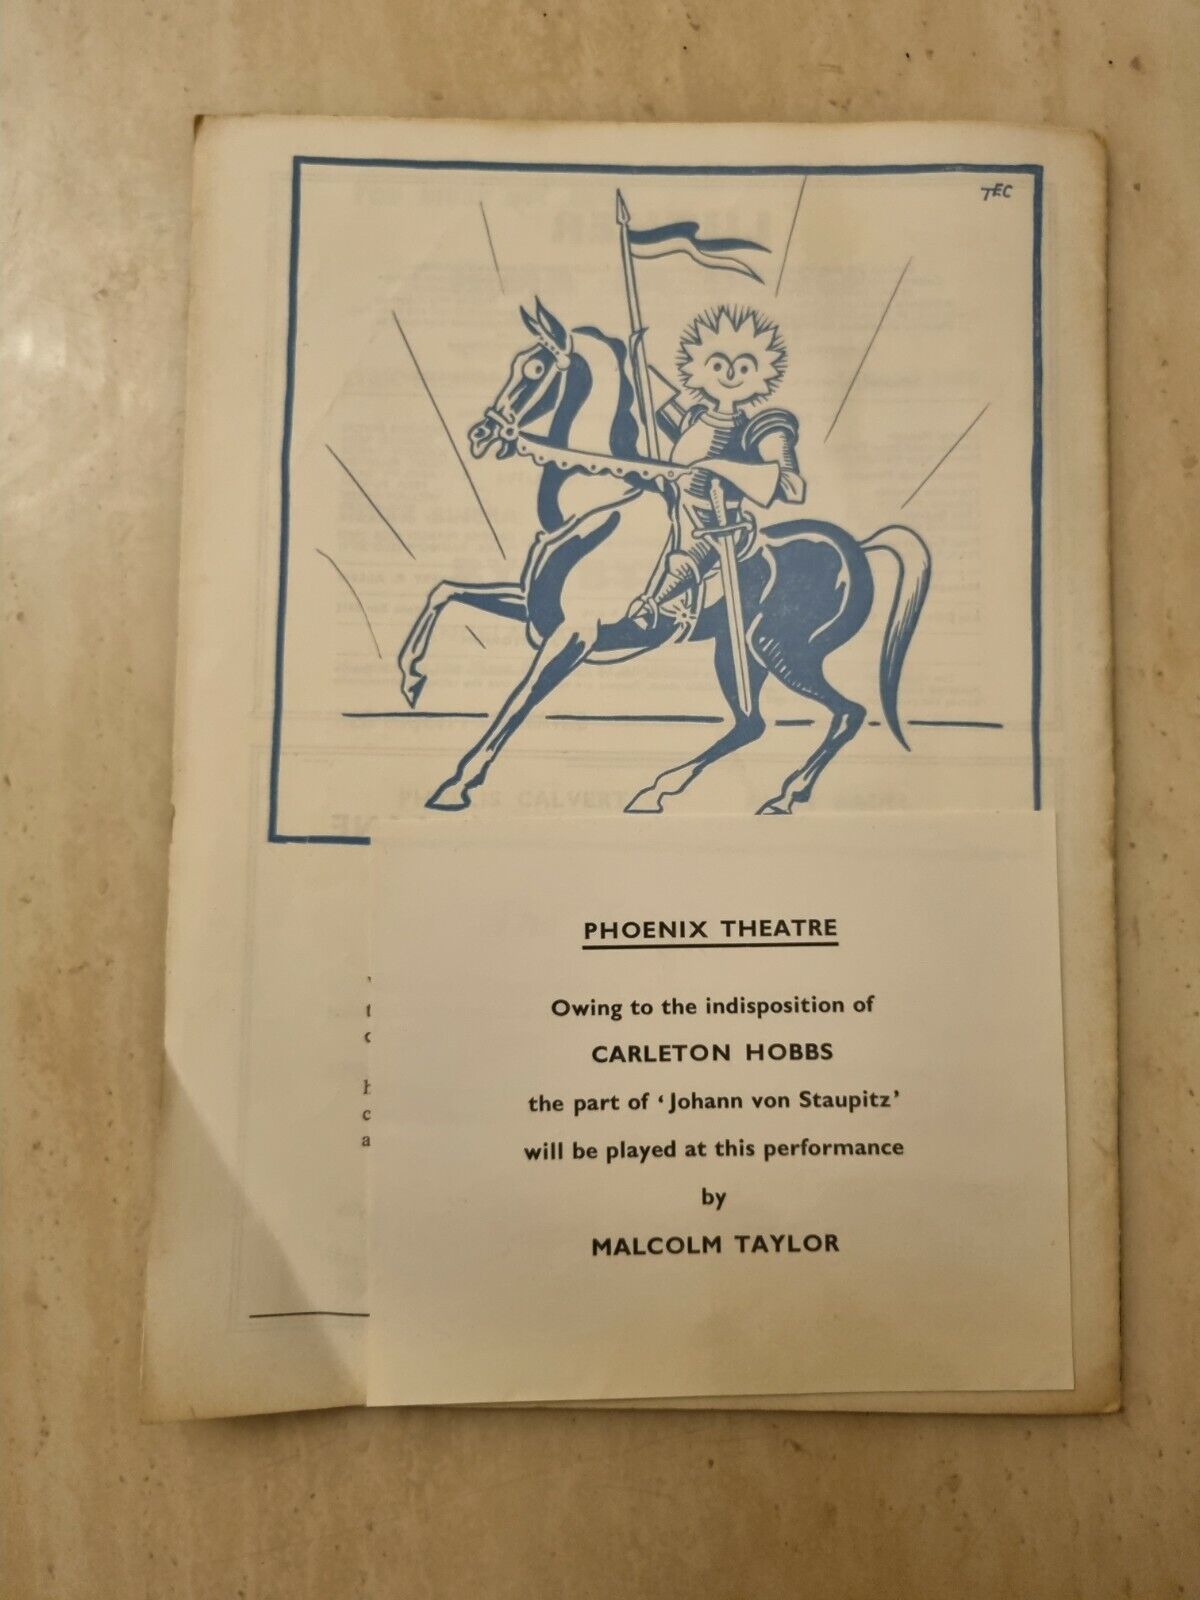 TEC
PHOENIX THEATRE
Owing to the indisposition of
CARLETON HOBBS
the part of ‘Johann von Staupitz’
will be played at this performance
by
MALCOLM TAYLOR